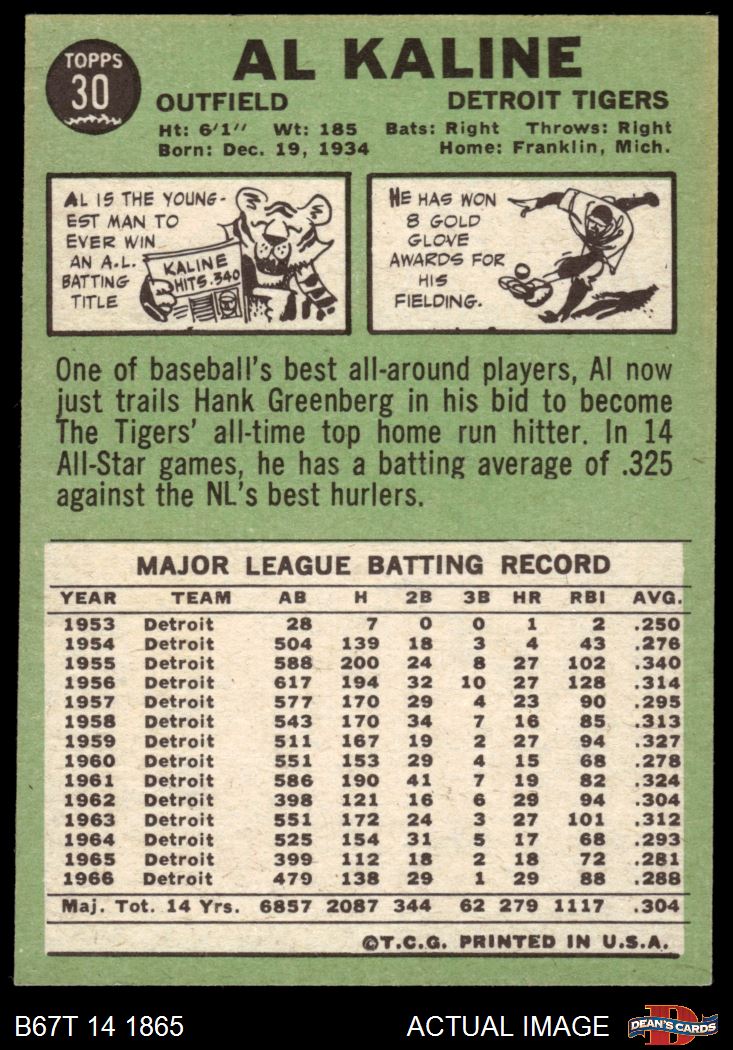 TOPPS
30
AL KALINE
OUTFIELD DETROIT TIGERS
Ht: 6'1" Wt: 185 Bats: Right Throws: Right
Born: Dec. 19, 1934 Home: Franklin, Mich.
AL IS THE YOUNG-
EST MAN TO
EVER WIN
AN A.L.
BATTING
TITLE
KALINE
HITS .340
HE HAS WON
8 GOLD
GLOVE
AWARDS FOR
HIS
FIELDING.
One of baseball's best all-around players, Al now
just trails Hank Greenberg in his bid to become
The Tigers' all-time top home run hitter. In 14
All-Star games, he has a batting average of .325
against the NL's best hurlers.
MAJOR LEAGUE BATTING RECORD
YEAR TEAM AB H 2B 3B HR RBI AVG.
1953 Detroit 28 7 0 0 1 2 .250
1954 Detroit 504 139 18 3 4 43 .276
1955 Detroit 588 200 24 8 27 102 .340
1956 Detroit 617 194 32 10 27 128 .314
1957 Detroit 577 170 29 4 23 90 .295
1958 Detroit 543 170 34 7 16 85 .313
1959 Detroit 511 167 19 2 27 94 .327
1960 Detroit 551 153 29 4 15 68 .278
1961 Detroit 586 190 41 7 19 82 .324
1962 Detroit 398 121 16 6 29 94 .304
1963 Detroit 551 172 24 3 27 101 .312
1964 Detroit 525 154 31 5 17 68 .293
1965 Detroit 399 112 18 2 18 72 .281
1966 Detroit 479 138 29 1 29 88 .288
Maj. Tot. 14 Yrs. 6857 2087 344 62 279 1117 .304
©T.C.G. PRINTED IN U.S.A.
B67T 14 1865 ACTUAL IMAGE
D
DEAN'S CARDS